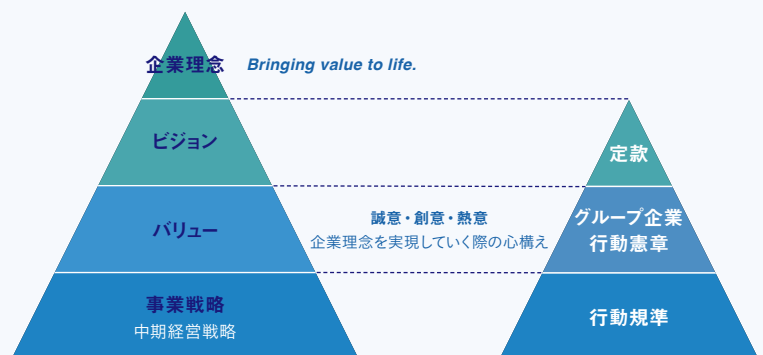 企業理念
Bringing value to life.
ビジョン
定款
バリュー
誠意・創意・熱意
企業理念を実現していく際の心構え
グループ企業
行動憲章
事業戦略
中期経営戦略
行動規準